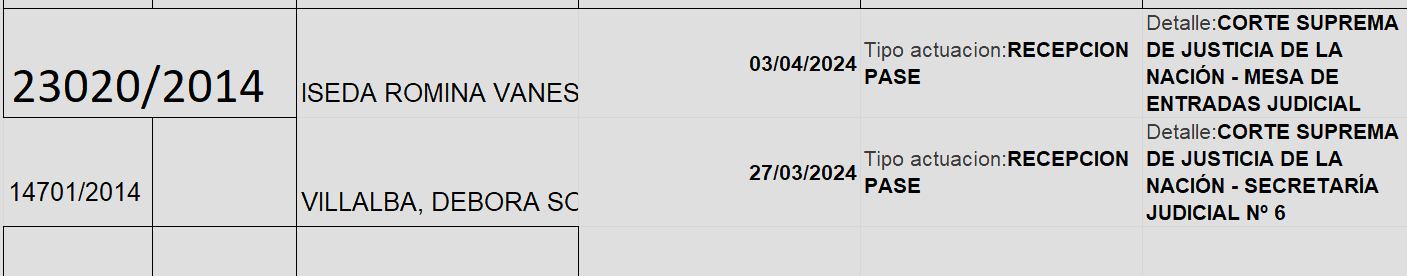 23020/2014
ISEDA ROMINA VANES
03/04/2024
Tipo actuacion:RECEPCION
PASE
Detalle:CORTE SUPREMA
DE JUSTICIA DE LA
NACIÓN - MESA DE
ENTRADAS JUDICIAL
14701/2014
VILLALBA, DEBORA SO
27/03/2024
Tipo actuacion:RECEPCION
PASE
Detalle:CORTE SUPREMA
DE JUSTICIA DE LA
NACIÓN - SECRETARÍA
JUDICIAL Nº 6